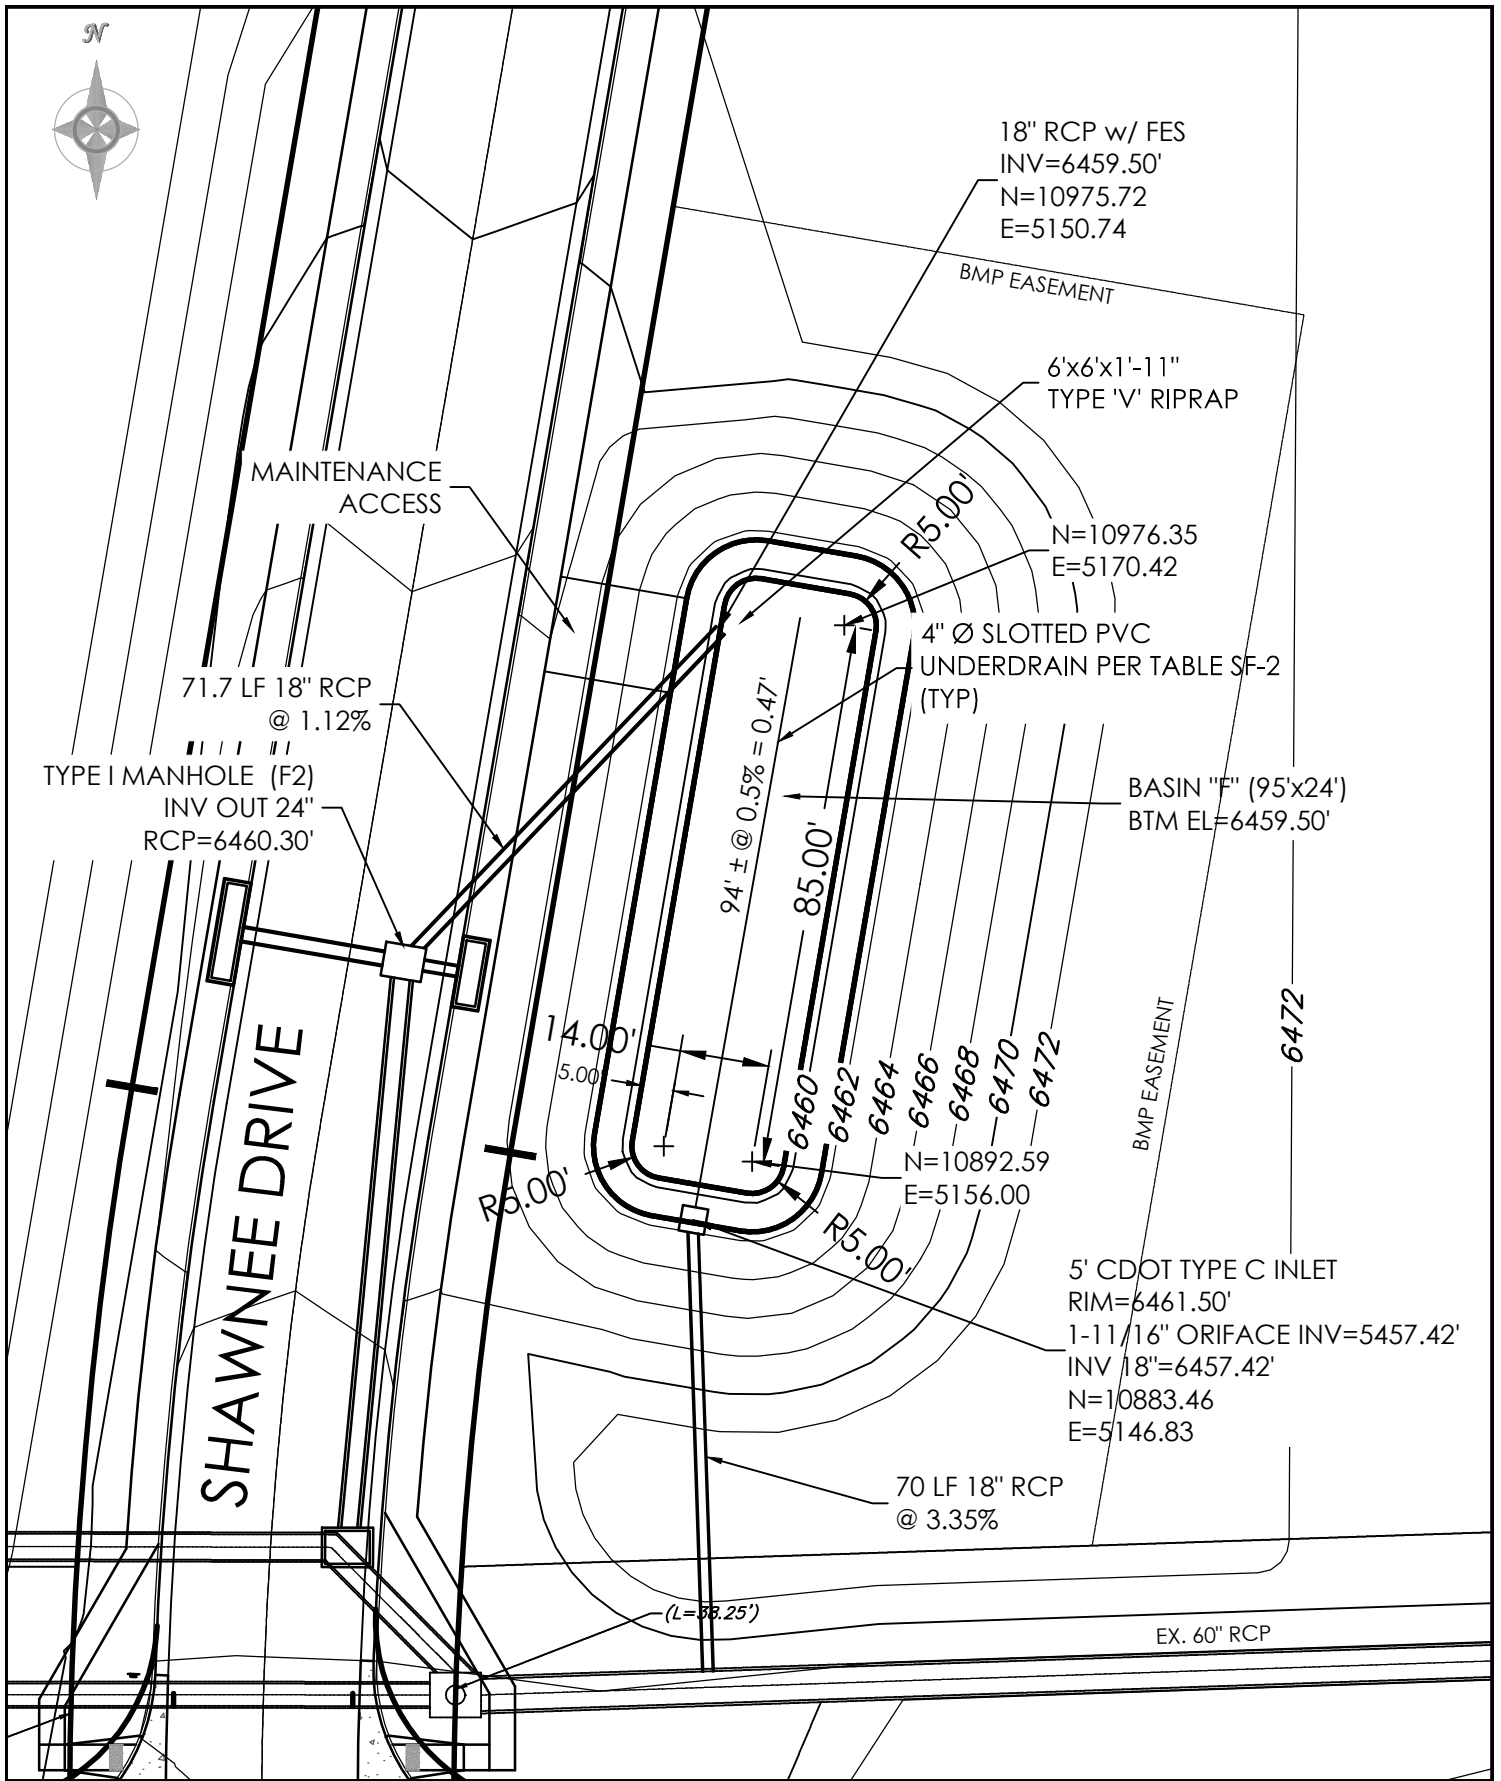 N
18" RCP w/ FES
INV=6459.50'
N=10975.72
E=5150.74
BMP EASEMENT
6'x6'x1'-11"
TYPE 'V' RIPRAP
MAINTENANCE
ACCESS
R5.00'
N=10976.35
E=5170.42
4" Ø SLOTTED PVC
UNDERDRAIN PER TABLE SF-2
(TYP)
71.7 LF 18" RCP
@ 1.12%
TYPE I MANHOLE (F2)
INV OUT 24"
RCP=6460.30'
94' ± @ 0.5% = 0.47'
85.00'
BASIN "F" (95'x24')
BTM EL=6459.50'
14.00'
5.00'
6460
6462
6464
6466
6468
6470
6472
6472
BMP EASEMENT
SHAWNEE DRIVE
N=10892.59
E=5156.00
R5.00'
R5.00'
5' CDOT TYPE C INLET
RIM=6461.50'
1-11/16" ORIFACE INV=5457.42'
INV 18"=6457.42'
N=10883.46
E=5146.83
70 LF 18" RCP
@ 3.35%
(L=38.25')
EX. 60" RCP